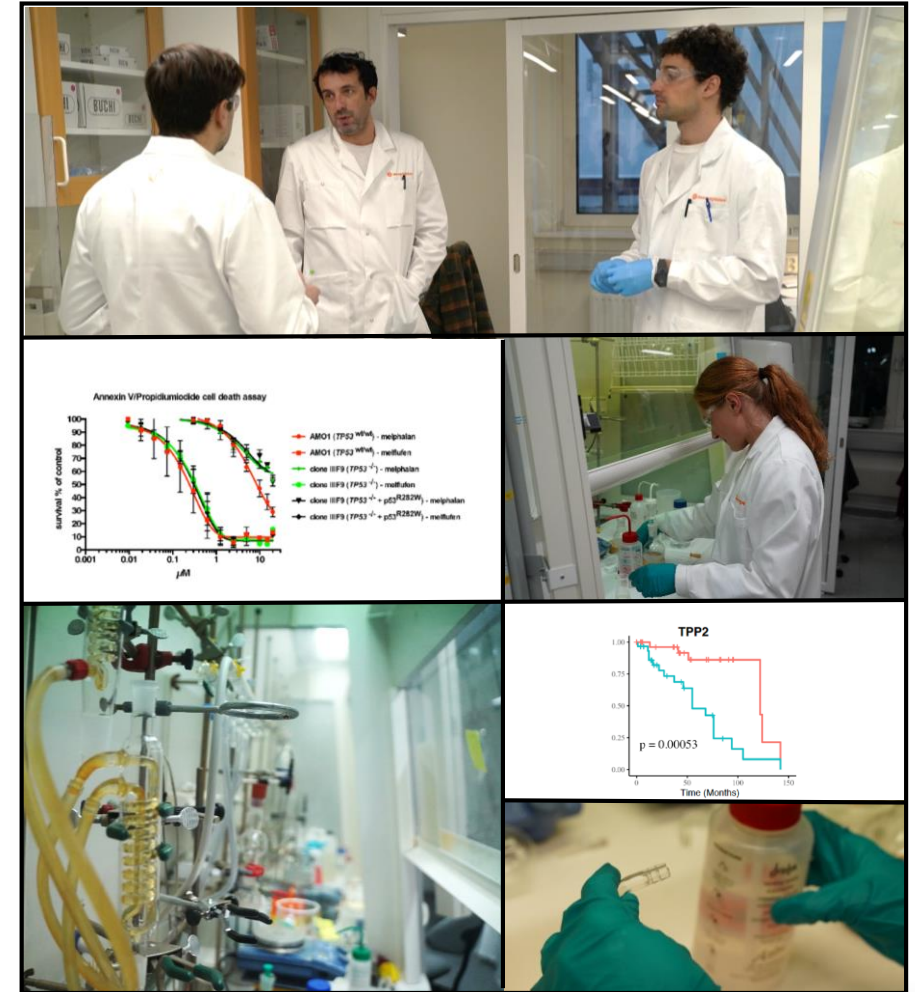 BUCHI
BUCHI
Annexin V/Propidiumiodide cell death assay
survival % of control
100
90
80
70
60
50
40
30
20
10
0
0.001
0.01
0.1
1
10
µM
AMO1 (TP53 wt/wt) - melphalan
AMO1 (TP53 wt/wt) - melflufen
clone IIIF9 (TP53 -/-) - melphalan
clone IIIF9 (TP53 -/-) - melflufen
clone IIIF9 (TP53 -/- + p53R282W) - melphalan
clone IIIF9 (TP53 -/- + p53R282W) - melflufen
TPP2
1.00
0.75
0.50
0.25
0.00
p = 0.00053
0
50
100
150
Time (Months)